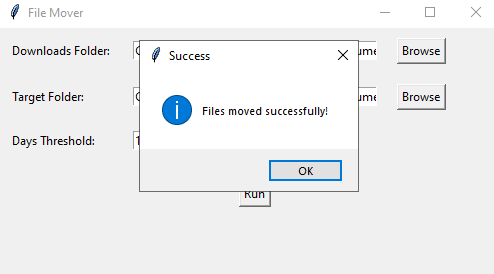 File Mover
Downloads Folder:
Browse
Success
Files moved successfully!
OK
Target Folder:
Browse
Days Threshold:
Run